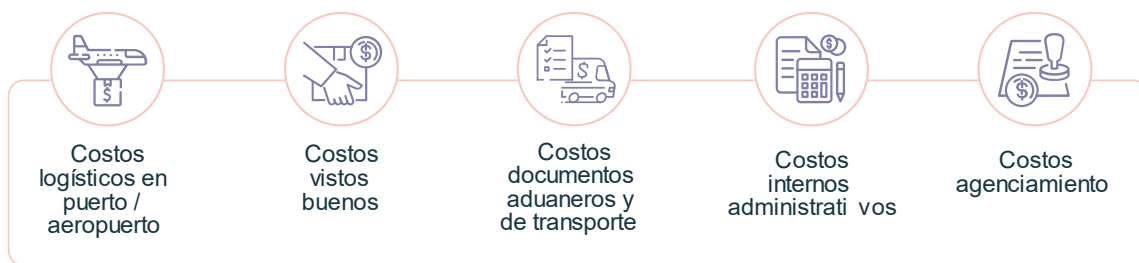 Costos
logísticos en
puerto /
aeropuerto
Costos
vistos
buenos
Costos
documentos
aduaneros y
de transporte
Costos
internos
administrati vos
Costos
agenciamiento